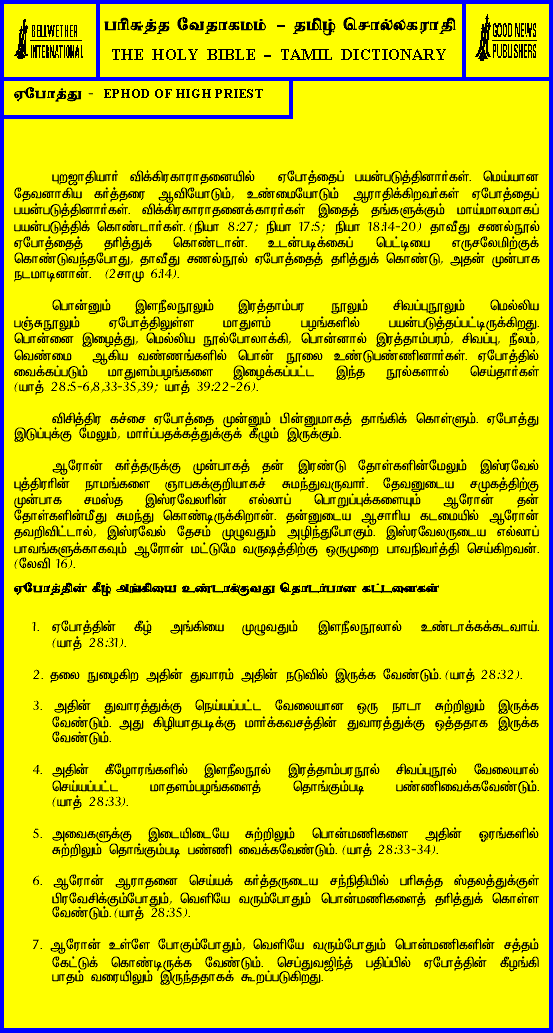 BELLWETHER
INTERNATIONAL
பரிசுத்த வேதாகமம் – தமிழ் சொல்லகராதி
THE HOLY BIBLE – TAMIL DICTIONARY
GOOD NEWS
PUBLISHERS
ஏபோத்து - EPHOD OF HIGH PRIEST
புறஜாதியார் விக்கிரகாராதனையில் ஏபோத்தைப் பயன்படுத்தினார்கள். மெய்யான
தேவனாகிய கர்த்தரை ஆவியோடும், உண்மையோடும் ஆராதிக்கிறவர்கள் ஏபோத்தைப்
பயன்படுத்தினார்கள். விக்கிரகாராதனைக்காரர்கள் இதைத் தங்களுக்கும் மாய்மாலமாகப்
பயன்படுத்திக் கொண்டார்கள். (நியா 8:27; நியா 17:5; நியா 18:14-20) தாவீது சணல்நூல்
ஏபோத்தைத் தரித்துக் கொண்டான். உடன்படிக்கைப் பெட்டியை எருசலேமிற்குக்
கொண்டுவந்தபோது, தாவீது சணல்நூல் ஏபோத்தைத் தரித்துக் கொண்டு, அதன் முன்பாக
நடமாடினான். (2சாமு 6:14).
பொன்னும் இளநீலநூலும் இரத்தாம்பர நூலும் சிவப்புநூலும் மெல்லிய
பஞ்சுநூலும் ஏபோத்திலுள்ள மாதுளம் பழங்களில் பயன்படுத்தப்பட்டிருக்கிறது.
பொன்னை இழைத்து, மெல்லிய நூல்போலாக்கி, பொன்னால் இரத்தாம்பரம், சிவப்பு, நீலம்,
வெண்மை ஆகிய வண்ணங்களில் பொன் நூலை உண்டுபண்ணினார்கள். ஏபோத்தில்
வைக்கப்படும் மாதுளம்பழங்களை இழைக்கப்பட்ட இந்த நூல்களால் செய்தார்கள்
(யாத் 28:5-6,8,33-35,39; யாத் 39:22-26).
விசித்திர கச்சை ஏபோத்தை முன்னும் பின்னுமாகத் தாங்கிக் கொள்ளும். ஏபோத்து
இடுப்புக்கு மேலும், மார்ப்பதக்கத்துக்குக் கீழும் இருக்கும்.
ஆரோன் கர்த்தருக்கு முன்பாகத் தன் இரண்டு தோள்களின்மேலும் இஸ்ரவேல்
புத்திரரின் நாமங்களை ஞாபகக்குறியாகச் சுமந்துவருவார். தேவனுடைய சமுகத்திற்கு
முன்பாக சமஸ்த இஸ்ரவேலரின் எல்லாப் பொறுப்புக்களையும் ஆரோன் தன்
தோள்களின்மீது சுமந்து கொண்டிருக்கிறான். தன்னுடைய ஆசாரிய கடமையில் ஆரோன்
தவறிவிட்டால், இஸ்ரவேல் தேசம் முழுவதும் அழிந்துபோகும். இஸ்ரவேலருடைய எல்லாப்
பாவங்களுக்காகவும் ஆரோன் மட்டுமே வருஷத்திற்கு ஒருமுறை பாவநிவர்த்தி செய்கிறவன்.
(லேவி 16).
ஏபோத்தின் கீழ் அங்கியை உண்டாக்குவது தொடர்பான கட்டளைகள்
1. ஏபோத்தின் கீழ் அங்கியை முழுவதும் இளநீலநூலால் உண்டாக்கக்கடவாய்.
(யாத் 28:31).
2. தலை நுழைகிற அதின் துவாரம் அதின் நடுவில் இருக்க வேண்டும். (யாத் 28:32).
3. அதின் துவாரத்துக்கு நெய்யப்பட்ட வேலையான ஒரு நாடா சுற்றிலும் இருக்க
வேண்டும். அது கிழியாதபடிக்கு மார்க்கவசத்தின் துவாரத்துக்கு ஒத்ததாக இருக்க
வேண்டும்.
4. அதின் கீழோரங்களில் இளநீலநூல் இரத்தாம்பரநூல் சிவப்புநூல் வேலையால்
செய்யப்பட்ட மாதளம்பழங்களைத் தொங்கும்படி பண்ணிவைக்கவேண்டும்.
(யாத் 28:33).
5. அவைகளுக்கு இடையிடையே சுற்றிலும் பொன்மணிகளை அதின் ஓரங்களில்
சுற்றிலும் தொங்கும்படி பண்ணி வைக்கவேண்டும். (யாத் 28:33-34).
6. ஆரோன் ஆராதனை செய்யக் கர்த்தருடைய சந்நிதியில் பரிசுத்த ஸ்தலத்துக்குள்
பிரவேசிக்கும்போதும், வெளியே வரும்போதும் பொன்மணிகளைத் தரித்துக் கொள்ள
வேண்டும். (யாத் 28:35).
7. ஆரோன் உள்ளே போகும்போதும், வெளியே வரும்போதும் பொன்மணிகளின் சத்தம்
கேட்டுக் கொண்டிருக்க வேண்டும். செப்துவஜிந்த் பதிப்பில் ஏபோத்தின் கீழங்கி
பாதம் வரையிலும் இருந்ததாகக் கூறப்படுகிறது.